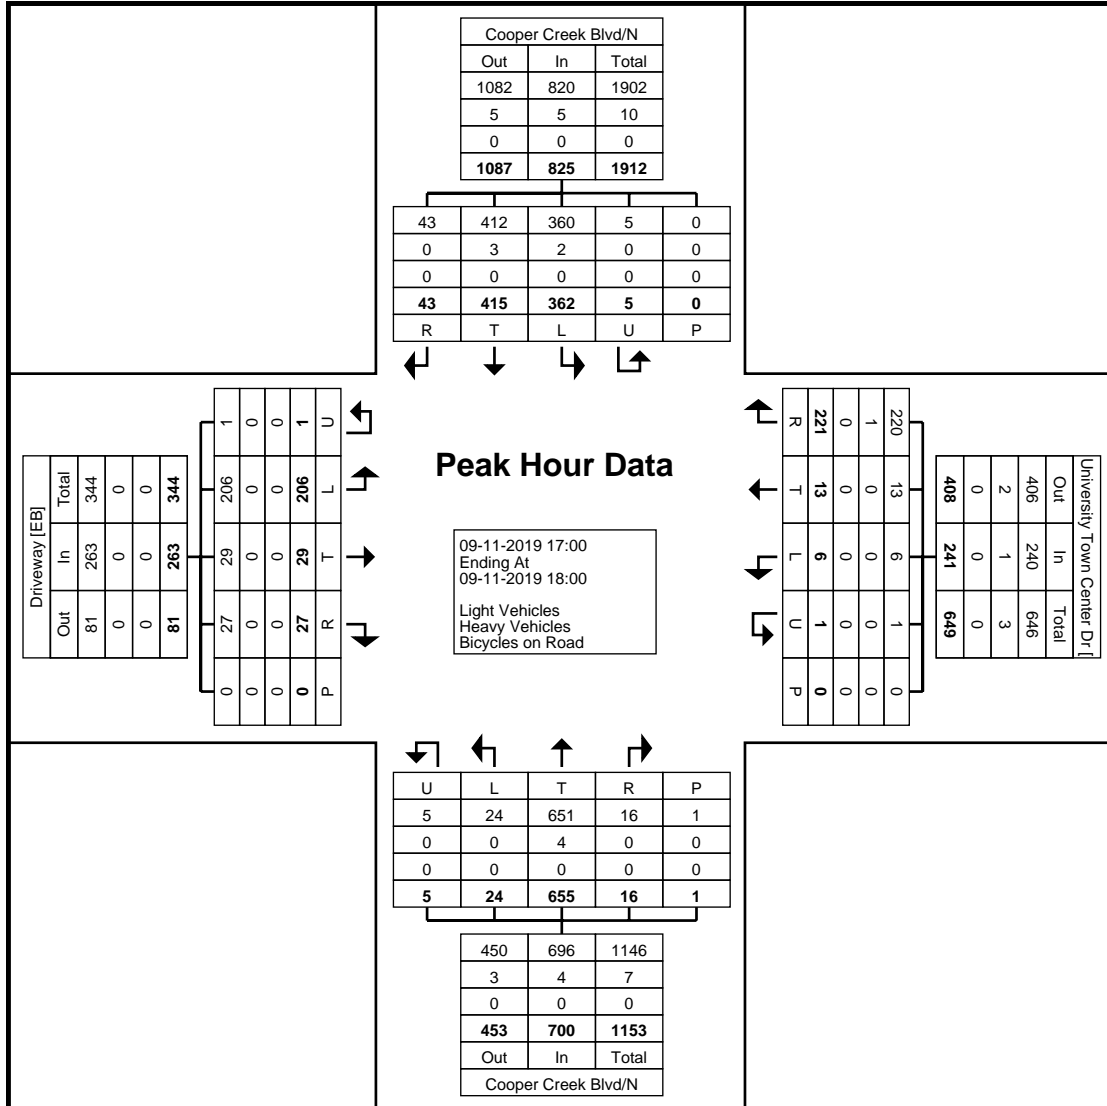 Cooper Creek Blvd/N
Out In Total
1082 820 1902
5 5 10
0 0 0
1087 825 1912
43 412 360 5 0
0 3 2 0 0
0 0 0 0 0
43 415 362 5 0
R T L U P
Driveway [EB]
Out In Total
81 263 344
0 0 0
0 0 0
81 263 344
1 206 29 27 0
0 0 0 0 0
0 0 0 0 0
1 206 29 27 0
U L T R P
Peak Hour Data
09-11-2019 17:00
Ending At
09-11-2019 18:00
Light Vehicles
Heavy Vehicles
Bicycles on Road
R T L U P
221 13 6 1 0
0 0 0 0 0
1 0 0 0 0
220 13 6 1 0
University Town Center Dr [
Out In Total
406 240 646
2 1 3
0 0 0
408 241 649
U L T R P
5 24 651 16 1
0 0 4 0 0
0 0 0 0 0
5 24 655 16 1
450 696 1146
3 4 7
0 0 0
453 700 1153
Out In Total
Cooper Creek Blvd/N